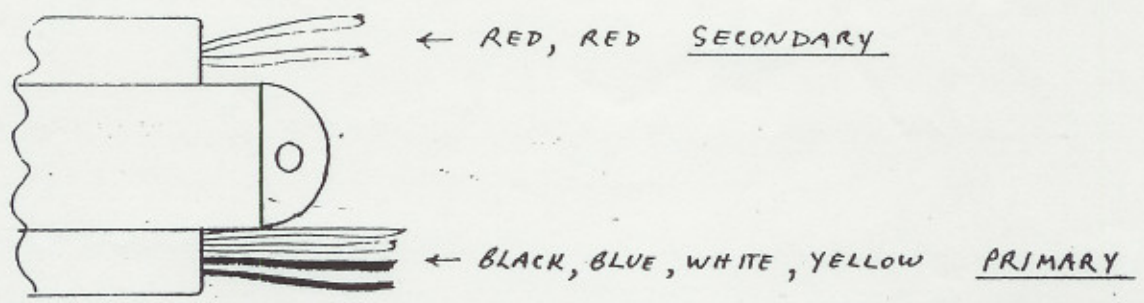 ← RED, RED SECONDARY
← BLACK, BLUE, WHITE, YELLOW PRIMARY